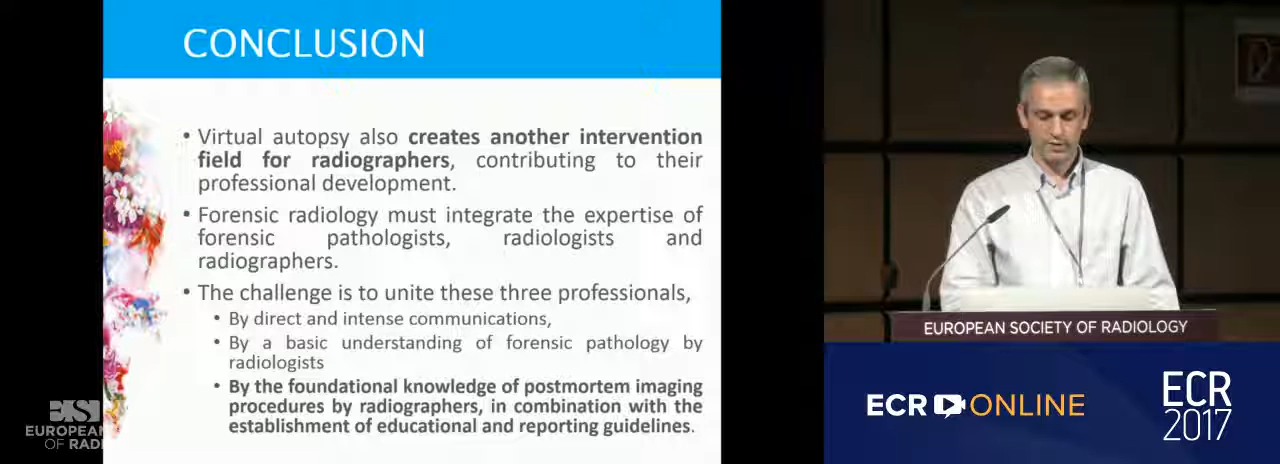 CONCLUSION
• Virtual autopsy also creates another intervention
field for radiographers, contributing to their
professional development.
• Forensic radiology must integrate the expertise of
forensic pathologists, radiologists and
radiographers.
• The challenge is to unite these three professionals,
• By direct and intense communications,
• By a basic understanding of forensic pathology by
radiologists
• By the foundational knowledge of postmortem imaging
procedures by radiographers, in combination with the
establishment of educational and reporting guidelines.
ESI
EUROPEAN
OF RADI
EUROPEAN SOCIETY OF RADIOLOGY
ECR ONLINE
ECR
2017